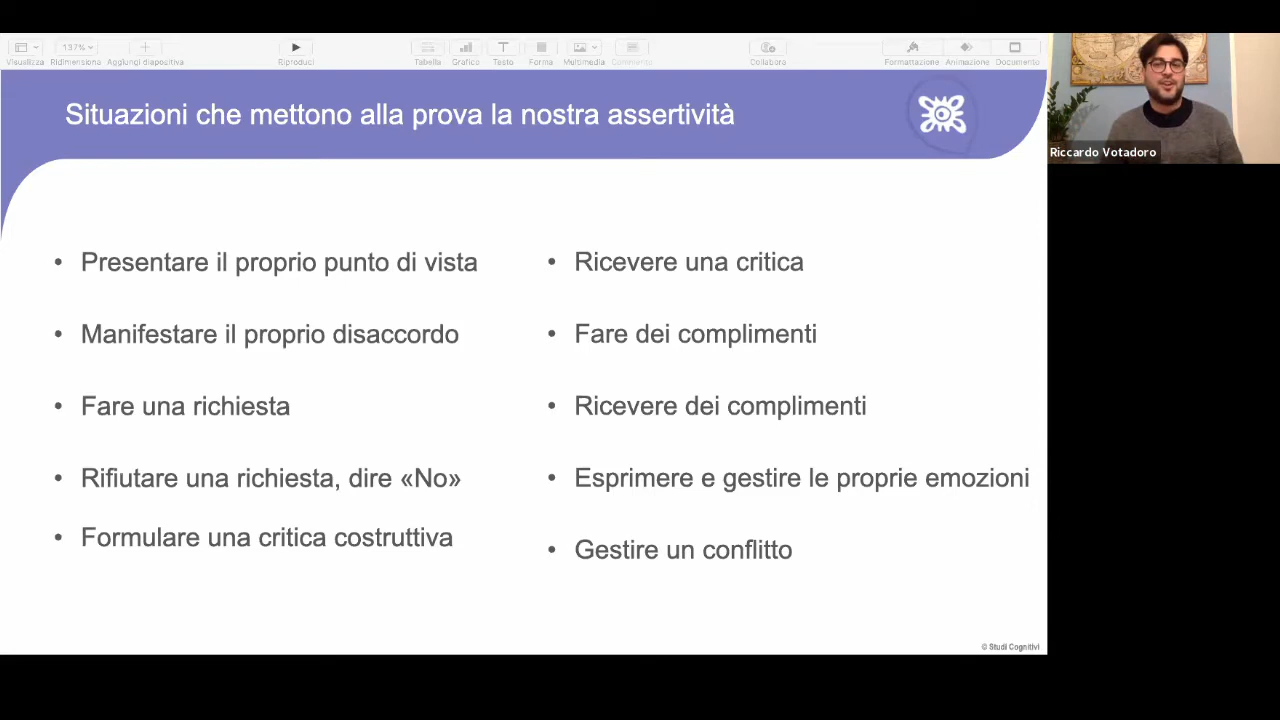 137%
Visualizza
Ridimensiona
Aggiungi diapositiva
Riproduci
Tabella
Grafico
Testo
Forma
Multimedia
Commento
Collabora
Formattazione
Animazione
Documento
Situazioni che mettono alla prova la nostra assertività
Riccardo Votadoro
• Presentare il proprio punto di vista
• Manifestare il proprio disaccordo
• Fare una richiesta
• Rifiutare una richiesta, dire «No»
• Formulare una critica costruttiva
• Ricevere una critica
• Fare dei complimenti
• Ricevere dei complimenti
• Esprimere e gestire le proprie emozioni
• Gestire un conflitto
© Studi Cognitivi